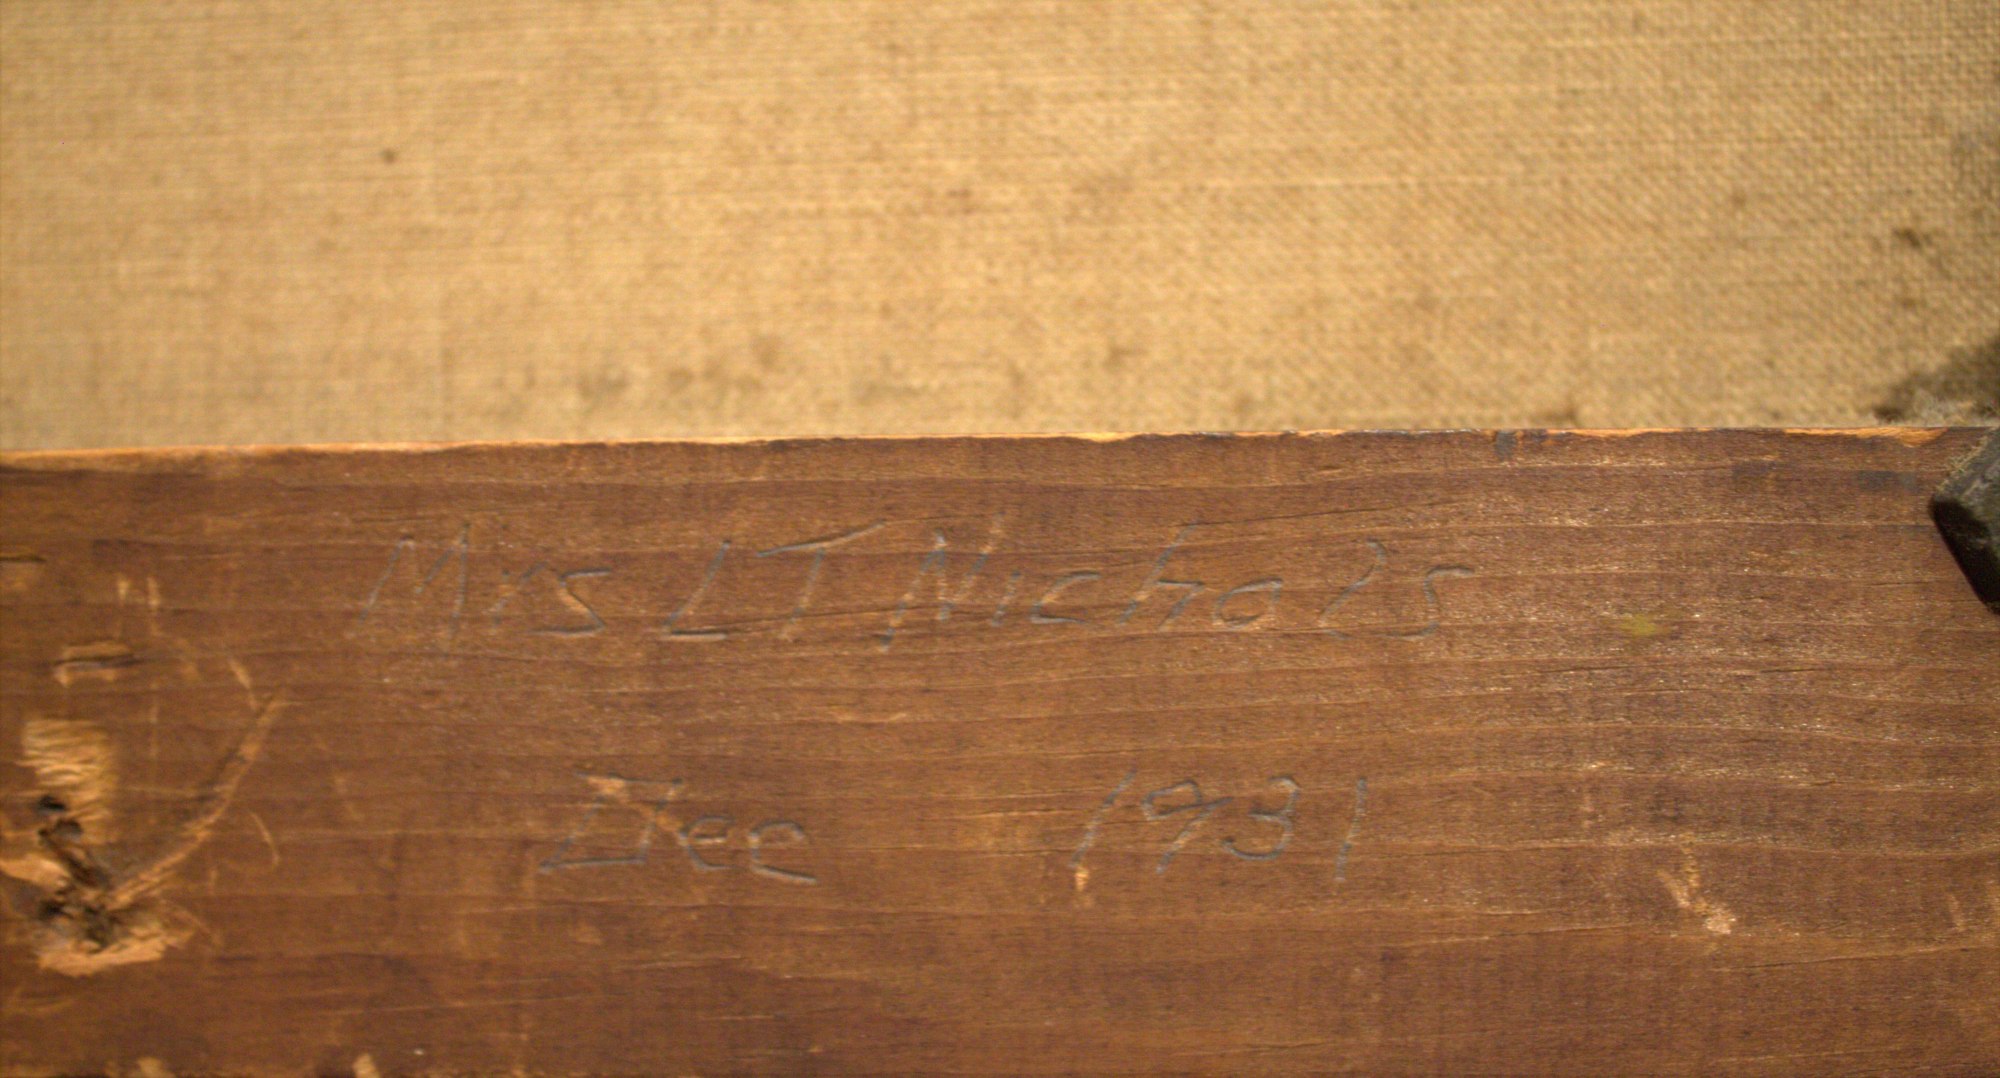 Mrs LT Nichols
Dec 1931